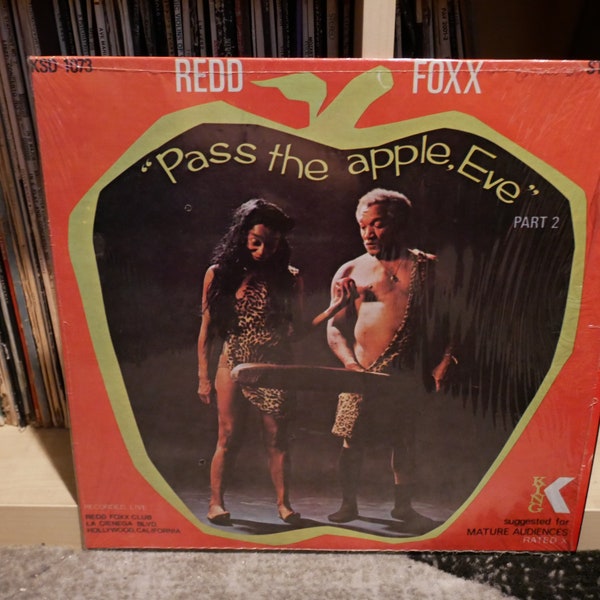 KSD 1073
REDD FOXX
ST
"Pass the apple, Eve"
PART 2
RECORDED LIVE
REDD FOXX CLUB
LA CIENEGA BLVD.
HOLLYWOOD, CALIFORNIA
KING
suggested for
MATURE AUDIENCES
RATED X